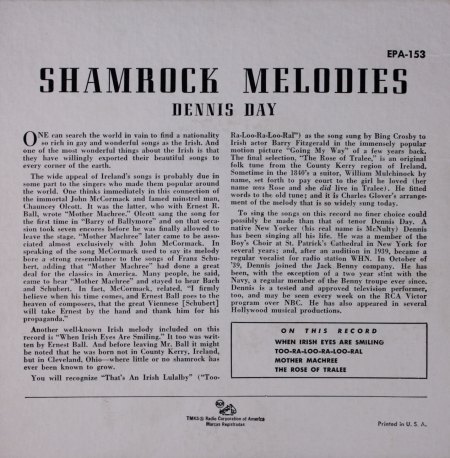 EPA-153
SHAMROCK MELODIES
DENNIS DAY
ONE can search the world in vain to find a nationality
so rich in gay and wonderful songs as the Irish. And
one of the most wonderful things about the Irish is that
they have willingly exported their beautiful songs to
every corner of the earth.
The wide appeal of Ireland's songs is probably due in
some part to the singers who made them popular around
the world. One thinks immediately in this connection of
the immortal John McCormack and famed minstrel man,
Chauncey Olcott. It was the latter, who with Ernest R.
Ball, wrote "Mother Machree." Olcott sang the song for
the first time in "Barry of Ballymore" and on that occa-
sion took seven encores before he was finally allowed to
leave the stage. "Mother Machree" later came to be asso-
ciated almost exclusively with John McCormack. In
speaking of the song McCormack used to say its melody
bore a strong resemblance to the songs of Franz Schu-
bert, adding that "Mother Machree" had done a great
deal for the classics in America. Many people, he said,
came to hear "Mother Machree" and stayed to hear Bach
and Schubert. In fact, McCormack, related, "I firmly
believe when his time comes, and Ernest Ball goes to the
heaven of composers, that the great Viennese [Schubert]
will take Ernest by the hand and thank him for his
propaganda."
Another well-known Irish melody included on this
record is "When Irish Eyes Are Smiling." It too was writ-
ten by Ernest Ball. And before leaving Mr. Ball it might
be noted that he was born not in County Kerry, Ireland,
but in Cleveland, Ohio—where little or no shamrock has
ever been known to grow.
You will recognize "That's An Irish Lulalby" ("Too-
Ra-Loo-Ra-Loo-Ral") as the song sung by Bing Crosby to
Irish actor Barry Fitzgerald in the immensely popular
motion picture "Going My Way" of a few years back.
The final selection, "The Rose of Tralee," is an original
folk tune from the County Kerry region of Ireland.
Sometime in the 1840's a suitor, William Mulchinock by
name, set forth to pay court to the girl he loved (her
name was Rose and she did live in Tralee). He fitted
words to the old tune; and it is Charles Glover's arrange-
ment of the melody that is so widely sung today.
To sing the songs on this record no finer choice could
possibly be made than that of tenor Dennis Day. A
native New Yorker (his real name is McNulty) Dennis
has been singing all his life. He was a member of the
Boy's Choir at St. Patrick's Cathedral in New York for
several years; and, after an audition in 1939, became a
regular vocalist for radio station WHN. In October of
'39, Dennis joined the Jack Benny company. He has
been, with the exception of a two year stint with the
Navy, a regular member of the Benny troupe ever since.
Dennis is a tested and approved television performer,
too, and may be seen every week on the RCA Victor
program over NBC. He has also appeared in several
Hollywood musical productions.
ON THIS RECORD
WHEN IRISH EYES ARE SMILING
TOO-RA-LOO-RA-LOO-RAL
MOTHER MACHREE
THE ROSE OF TRALEE
RCA
TMKS ® Radio Corporation of America
Marcas Registradas
Printed in U. S. A.